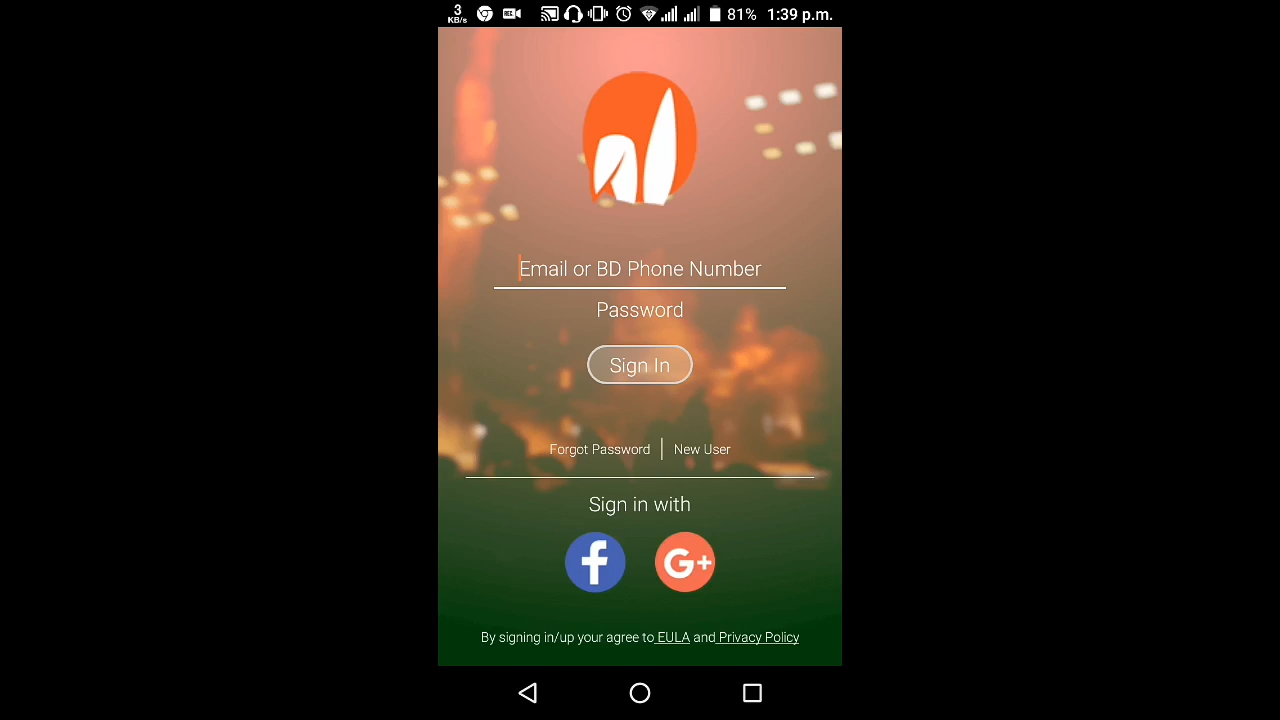 3 KB/s REC 81% 1:39 p.m.
Email or BD Phone Number
Password
Sign In
Forgot Password | New User
Sign in with
f G+
By signing in/up your agree to EULA and Privacy Policy